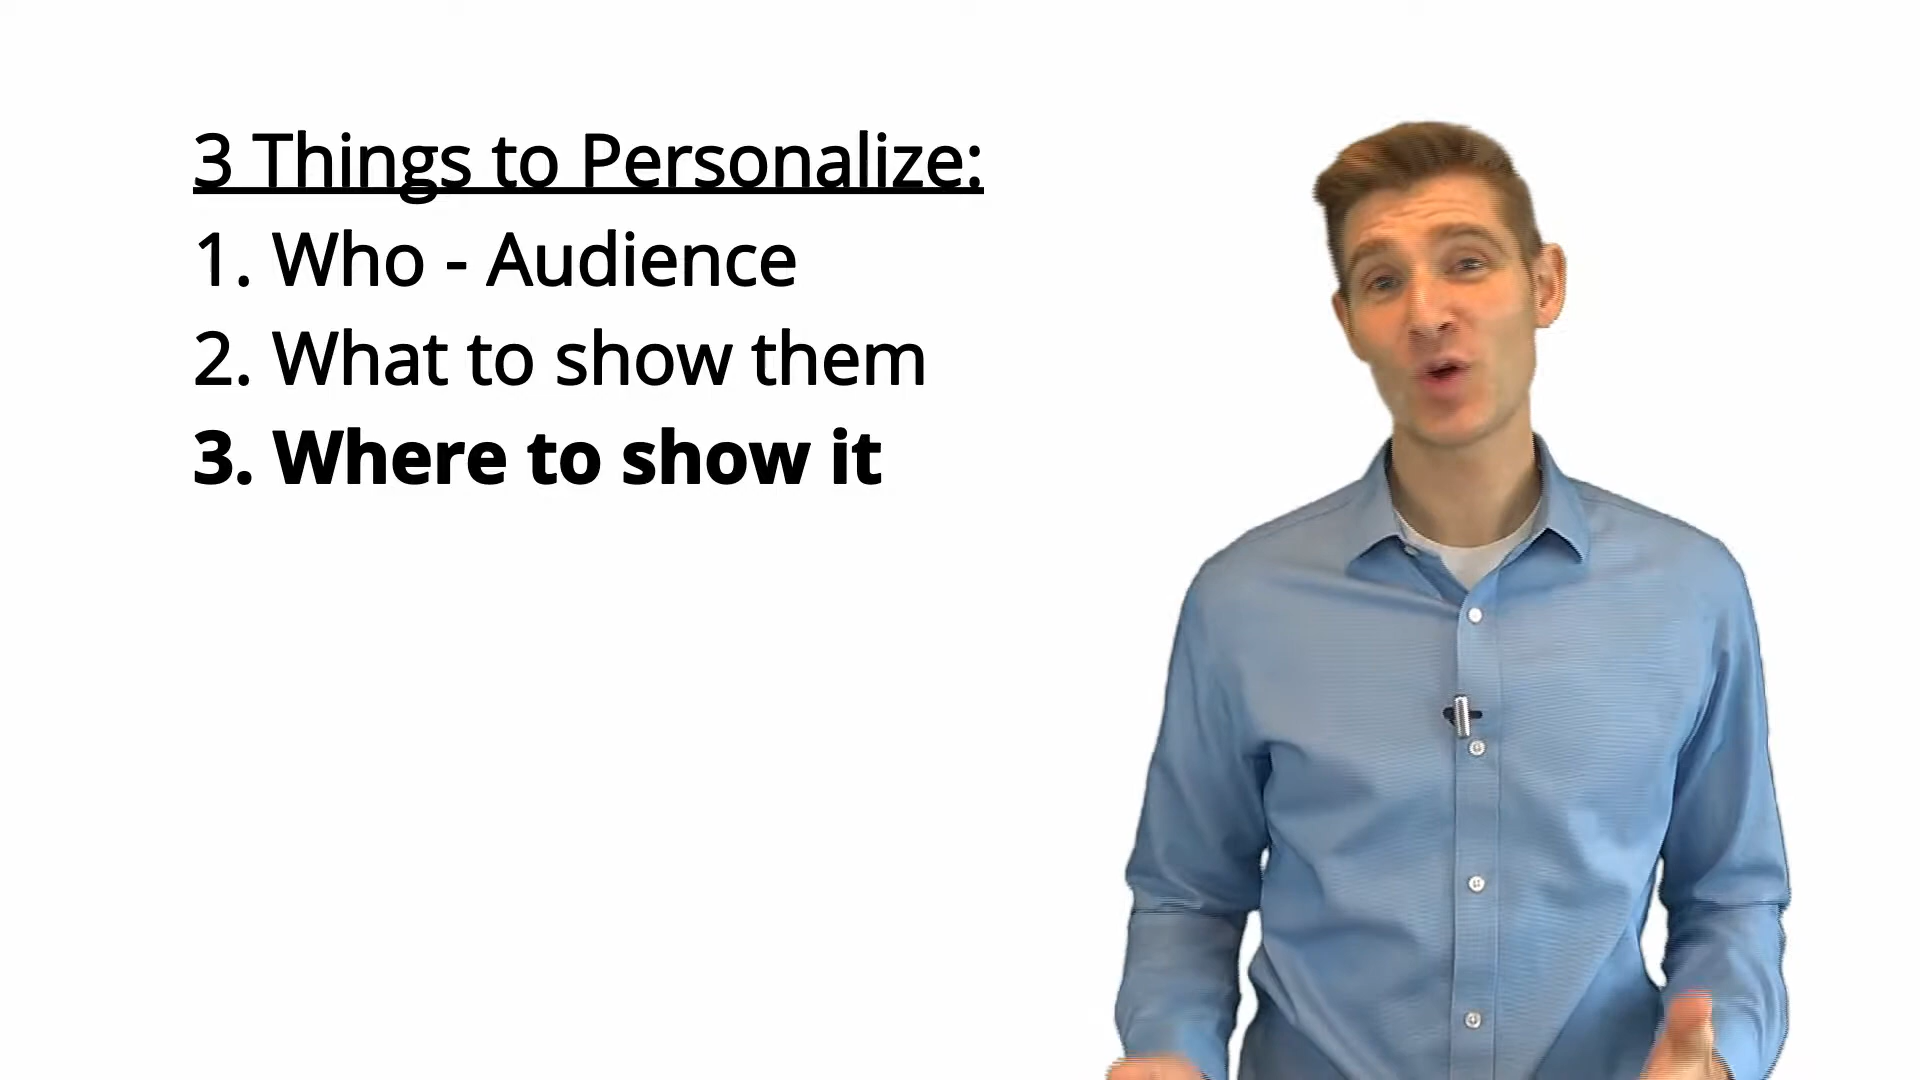 3 Things to Personalize:
1. Who - Audience
2. What to show them
3. Where to show it